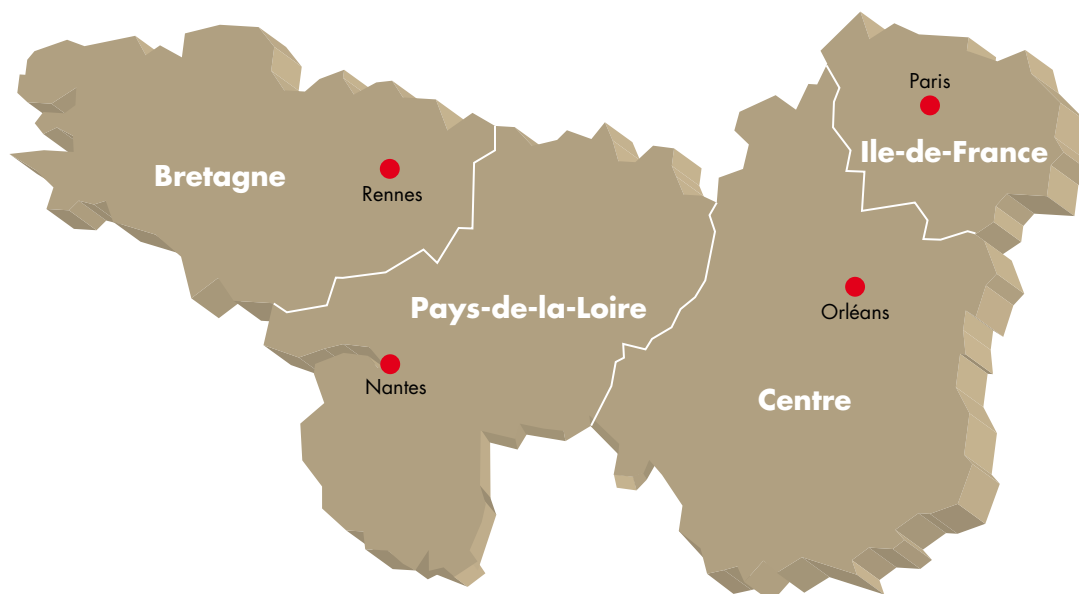 Paris
Ile-de-France
Bretagne
Rennes
Pays-de-la-Loire
Orléans
Nantes
Centre